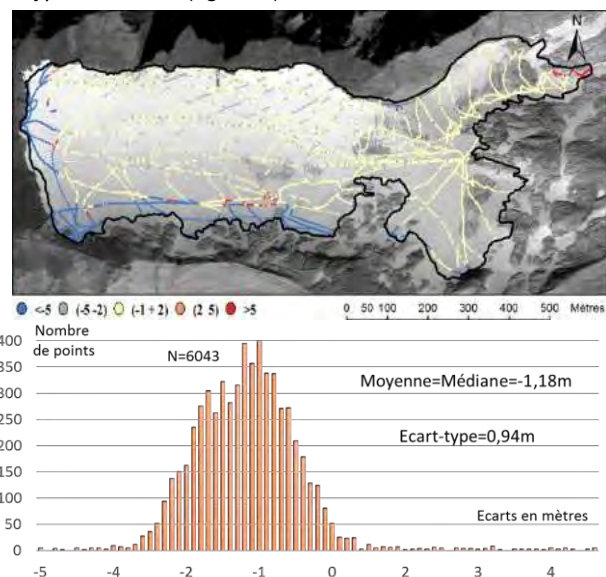 N
<-5 (-5 -2) (-1 + 2) (2 5) >5 0 50 100 200 300 400 500 Mètres
Nombre
de points
N=6043
Moyenne=Médiane=-1,18m
Ecart-type=0,94m
Ecarts en mètres
400
350
300
250
200
150
100
50
0
-5 -4 -2 -1 0 2 2 3 4